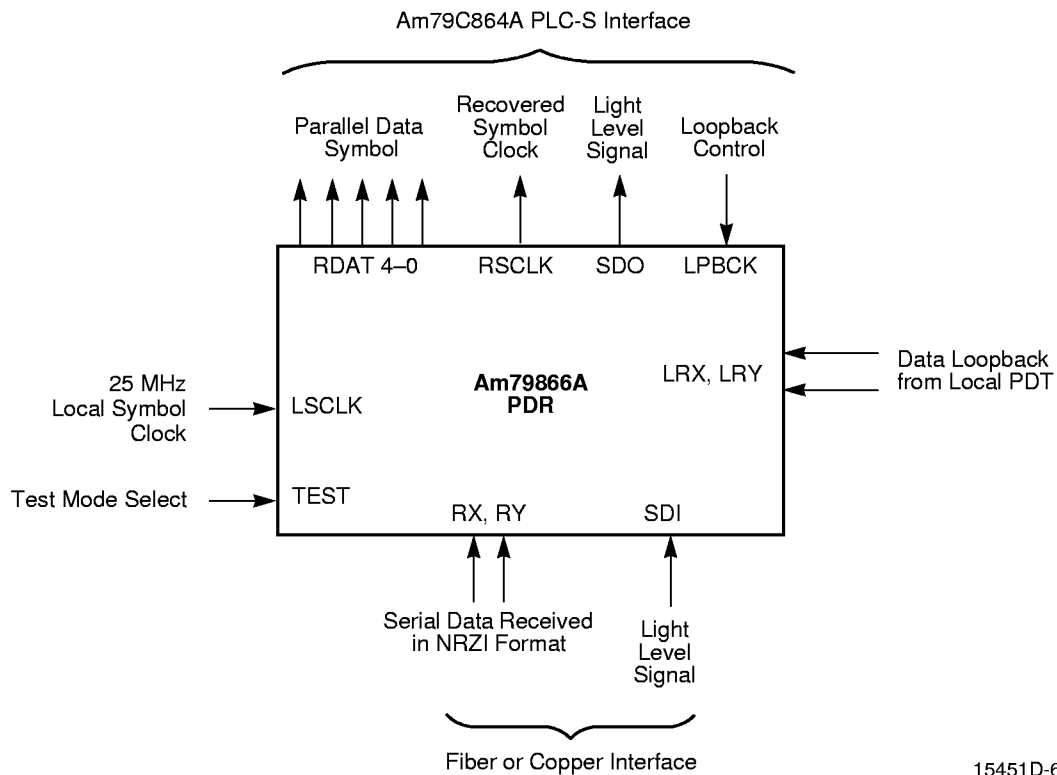 Am79C864A PLC-S Interface
Parallel Data
Symbol
Recovered
Symbol
Clock
Light
Level
Signal
Loopback
Control
RDAT 4–0
RSCLK
SDO
LPBCK
25 MHz
Local Symbol
Clock
LSCLK
Am79866A
PDR
LRX, LRY
Data Loopback
from Local PDT
Test Mode Select
TEST
RX, RY
SDI
Serial Data Received
in NRZI Format
Light
Level
Signal
Fiber or Copper Interface
15451D-6